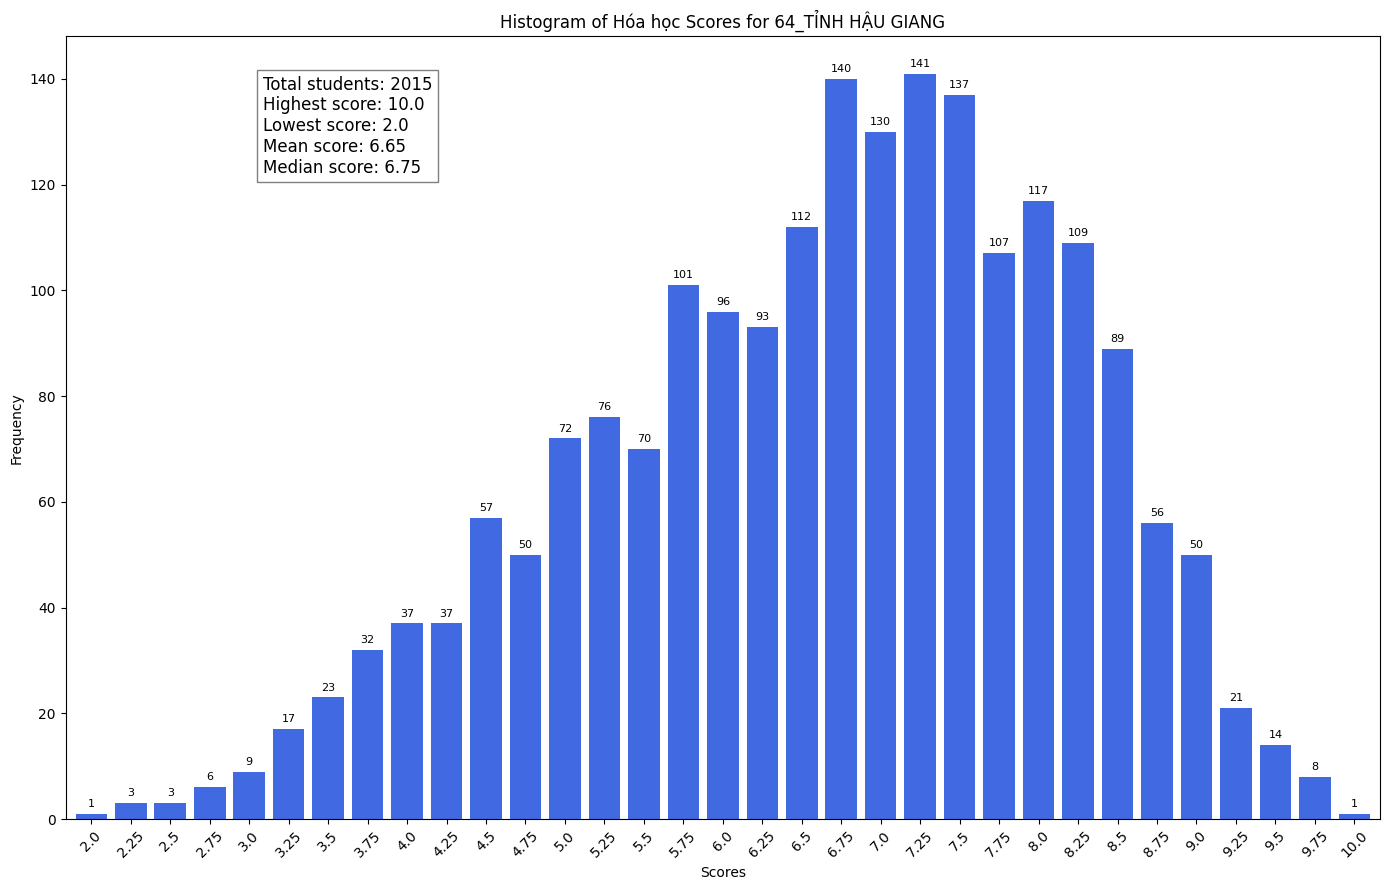 Histogram of Hóa học Scores for 64_TỈNH HẬU GIANG
Total students: 2015
Highest score: 10.0
Lowest score: 2.0
Mean score: 6.65
Median score: 6.75
Frequency
140
120
100
80
60
40
20
0
1 3 3 6 9 17 23 32 37 37 57 50 72 76 70 101 96 93 112 140 130 141 137 107 117 109 89 56 50 21 14 8 1
2.0 2.25 2.5 2.75 3.0 3.25 3.5 3.75 4.0 4.25 4.5 4.75 5.0 5.25 5.5 5.75 6.0 6.25 6.5 6.75 7.0 7.25 7.5 7.75 8.0 8.25 8.5 8.75 9.0 9.25 9.5 9.75 10.0
Scores